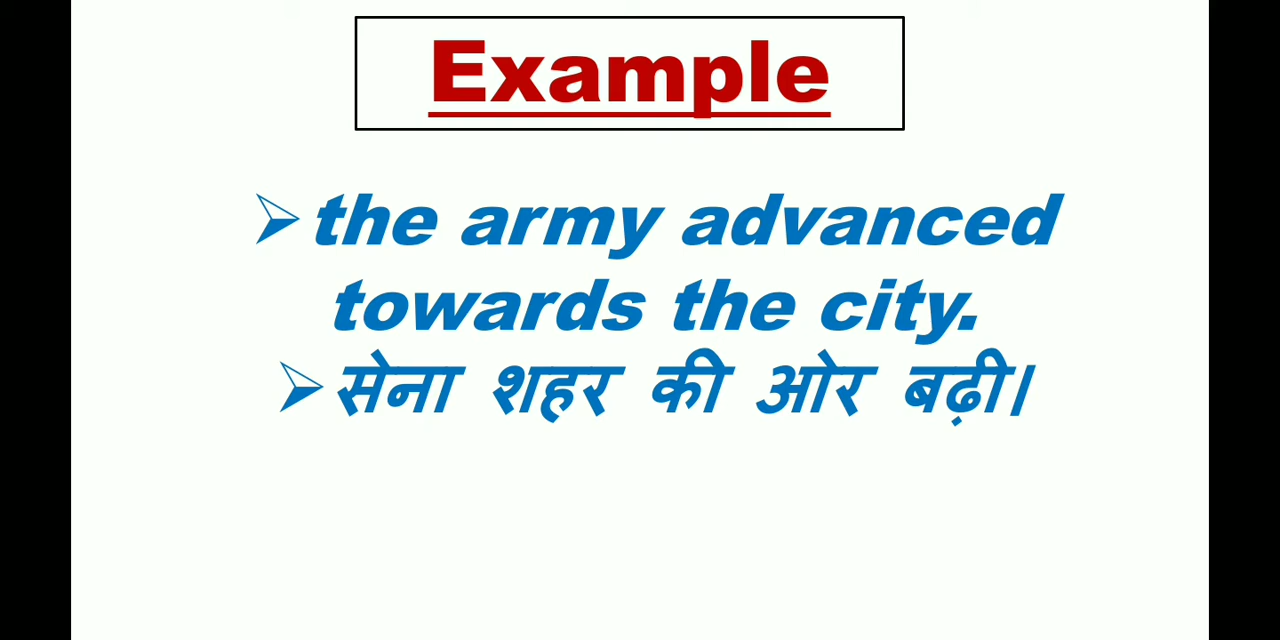 Example
the army advanced
towards the city.
सेना शहर की ओर बढ़ी।